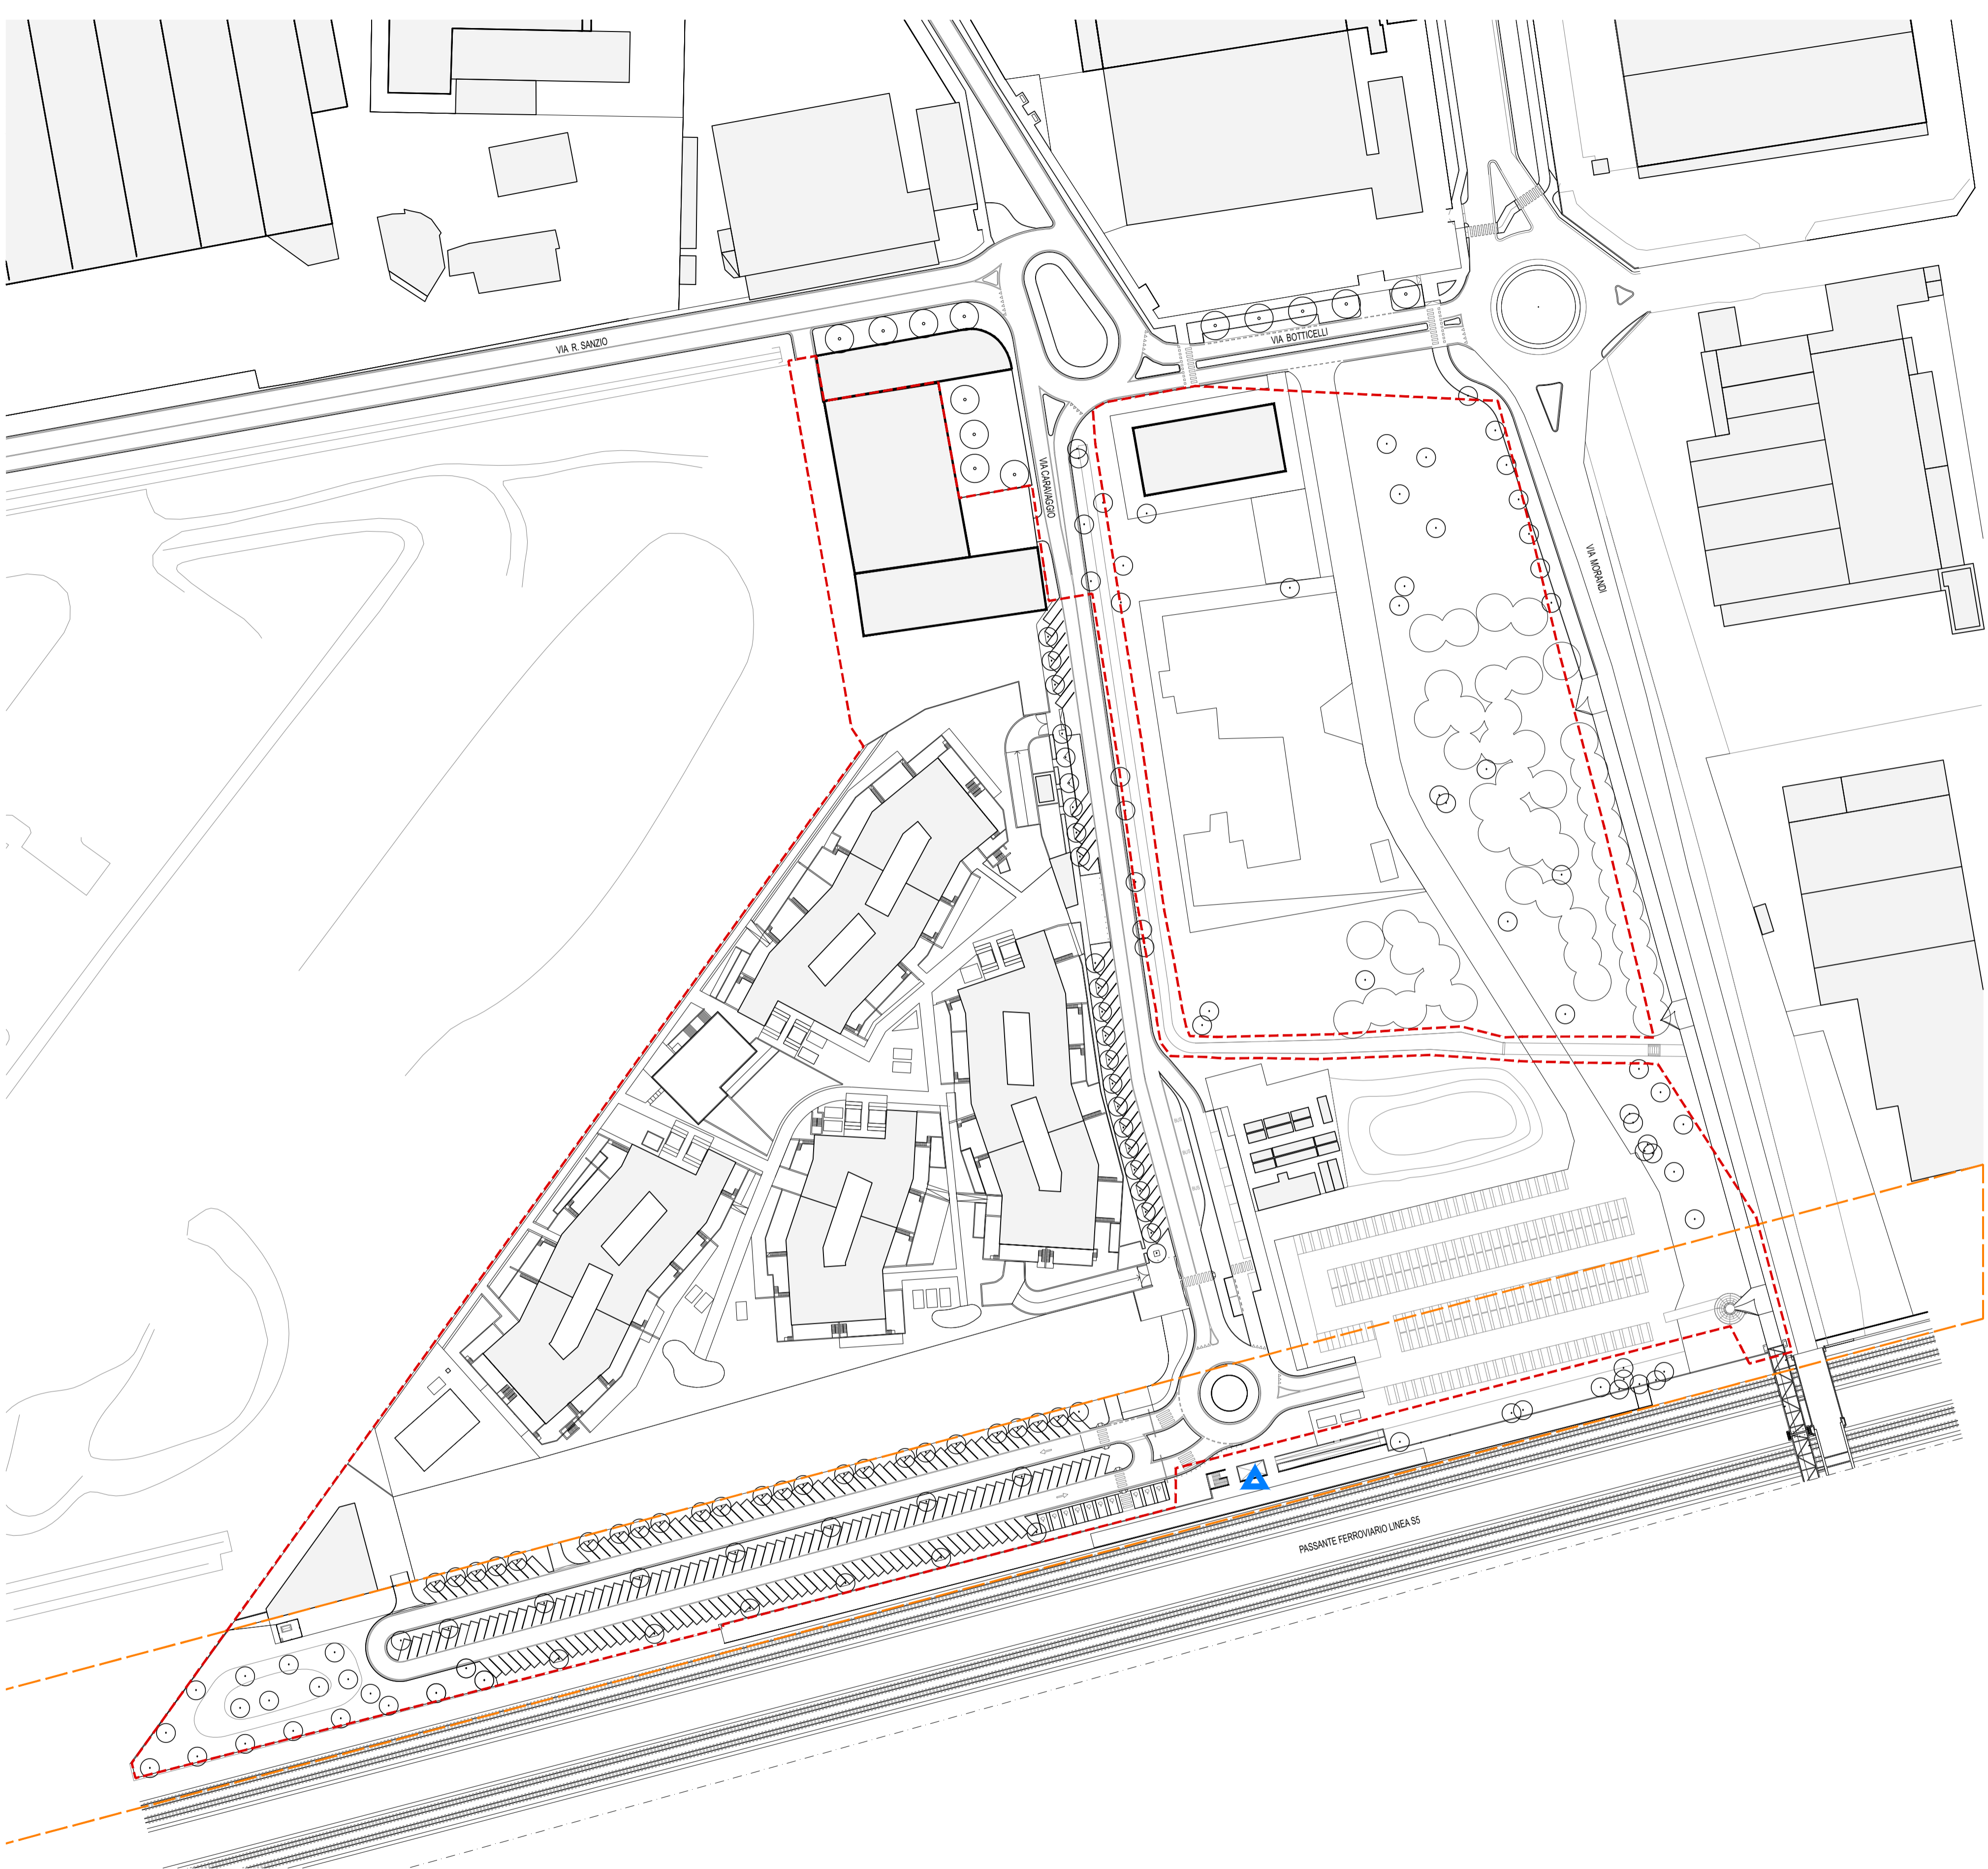 VIA R. SANZIO
VIA BOTTICELLI
VIA CARAVAGGIO
VIA MORANDI
PASSANTE FERROVIARIO LINEA S5